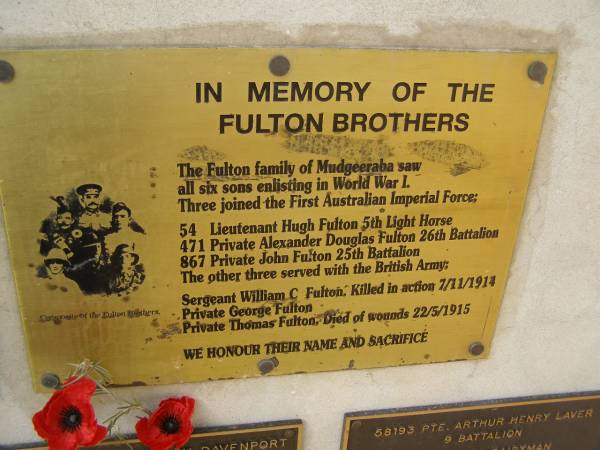 IN MEMORY OF THE
FULTON BROTHERS
The Fulton family of Mudgeeraba saw
all six sons enlisting in World War I.
Three joined the First Australian Imperial Force;
54 Lieutenant Hugh Fulton 5th Light Horse
471 Private Alexander Douglas Fulton 26th Battalion
867 Private John Fulton 25th Battalion
The other three served with the British Army;
Sergeant William C Fulton. Killed in action 7/11/1914
Private George Fulton
Private Thomas Fulton, Died of wounds 22/5/1915
WE HONOUR THEIR NAME AND SACRIFICE
Composite of the Fulton Brothers.
DAVENPORT
58193 PTE. ARTHUR HENRY LAVER
9 BATTALION